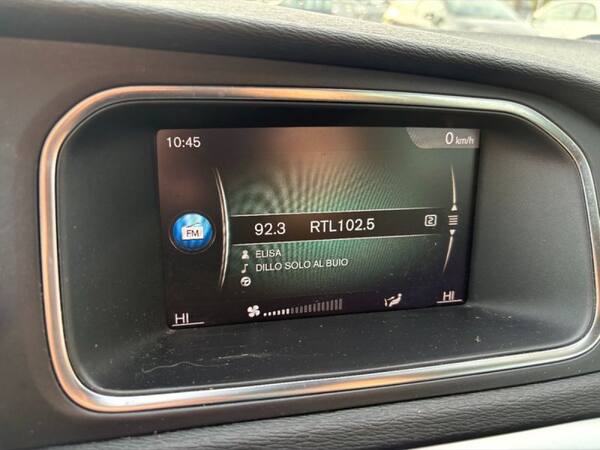 10:45
0 km/h
FM
92.3 RTL102.5 2
ELISA
DILLO SOLO AL BUIO
HI
HI